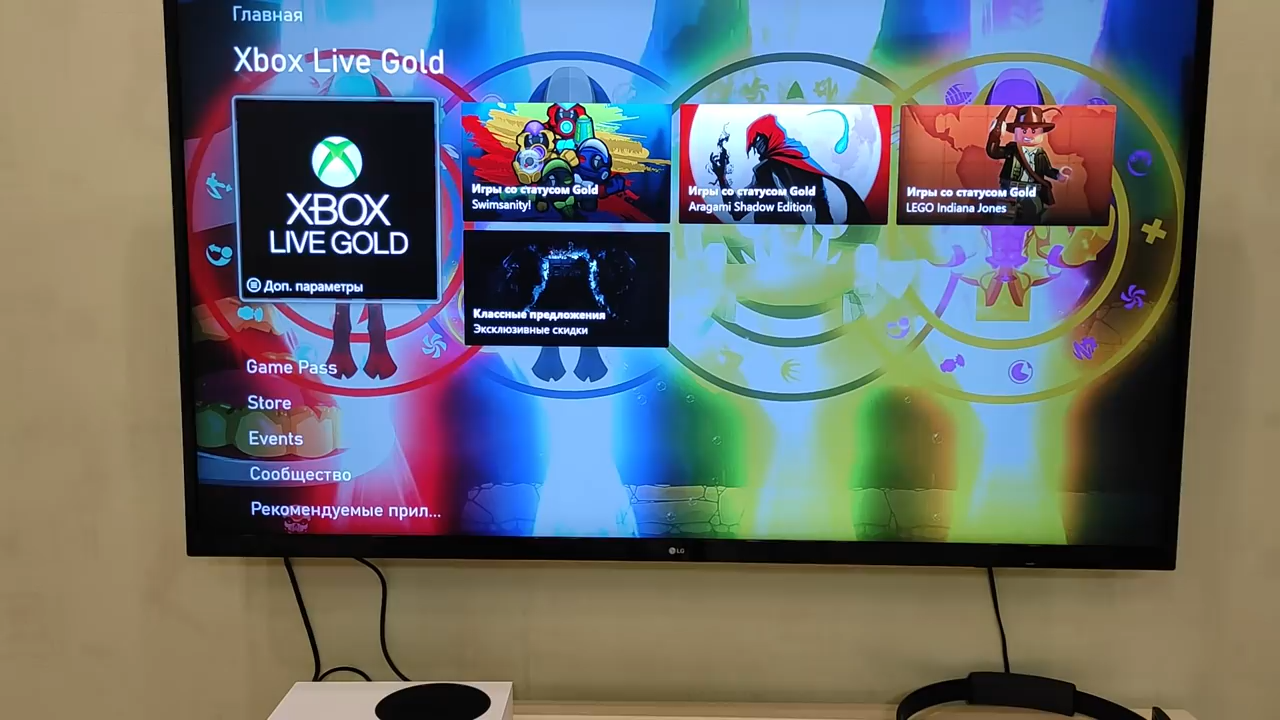 Главная
Xbox Live Gold
XBOX
LIVE GOLD
Доп. параметры
Игры со статусом Gold
Swimsanity!
Игры со статусом Gold
Aragami Shadow Edition
Игры со статусом Gold
LEGO Indiana Jones
Классные предложения
Эксклюзивные скидки
Game Pass
Store
Events
Сообщество
Рекомендуемые прил...
LG